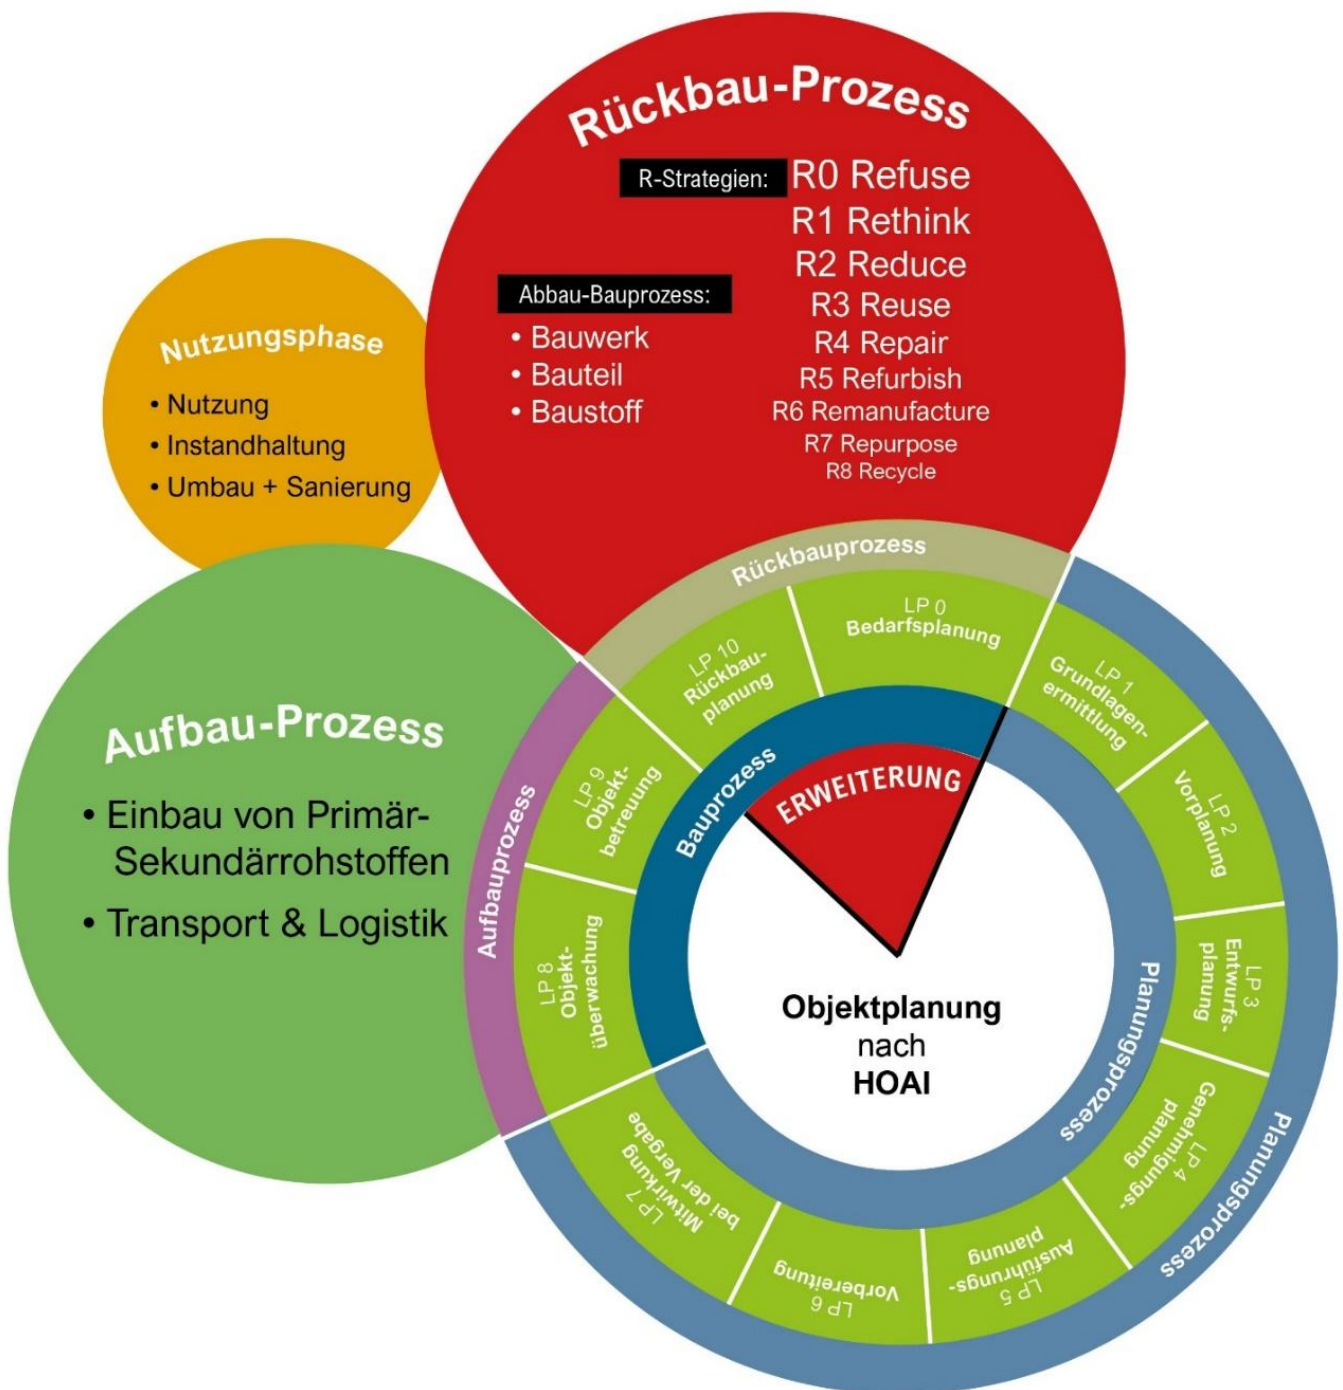 Rückbau-Prozess
R-Strategien:
R0 Refuse
R1 Rethink
R2 Reduce
R3 Reuse
R4 Repair
R5 Refurbish
R6 Remanufacture
R7 Repurpose
R8 Recycle
Abbau-Bauprozess:
• Bauwerk
• Bauteil
• Baustoff
Nutzungsphase
• Nutzung
• Instandhaltung
• Umbau + Sanierung
Aufbau-Prozess
• Einbau von Primär-
Sekundärrohstoffen
• Transport & Logistik
Rückbauprozess
LP 0
Bedarfsplanung
LP 1
Grundlagen-
ermittlung
LP 2
Vorplanung
LP 3
Entwurfs-
planung
LP 4
Genehmigungs-
planung
LP 5
Ausführungs-
planung
LP 6
Vorbereitung
LP 7
Mitwirkung
bei der Vergabe
LP 8
Objekt-
überwachung
LP 9
Objekt-
betreuung
LP 10
Rückbau-
planung
Aufbauprozess
Planungsprozess
Bauprozess
Planungsprozess
ERWEITERUNG
Objektplanung
nach
HOAI